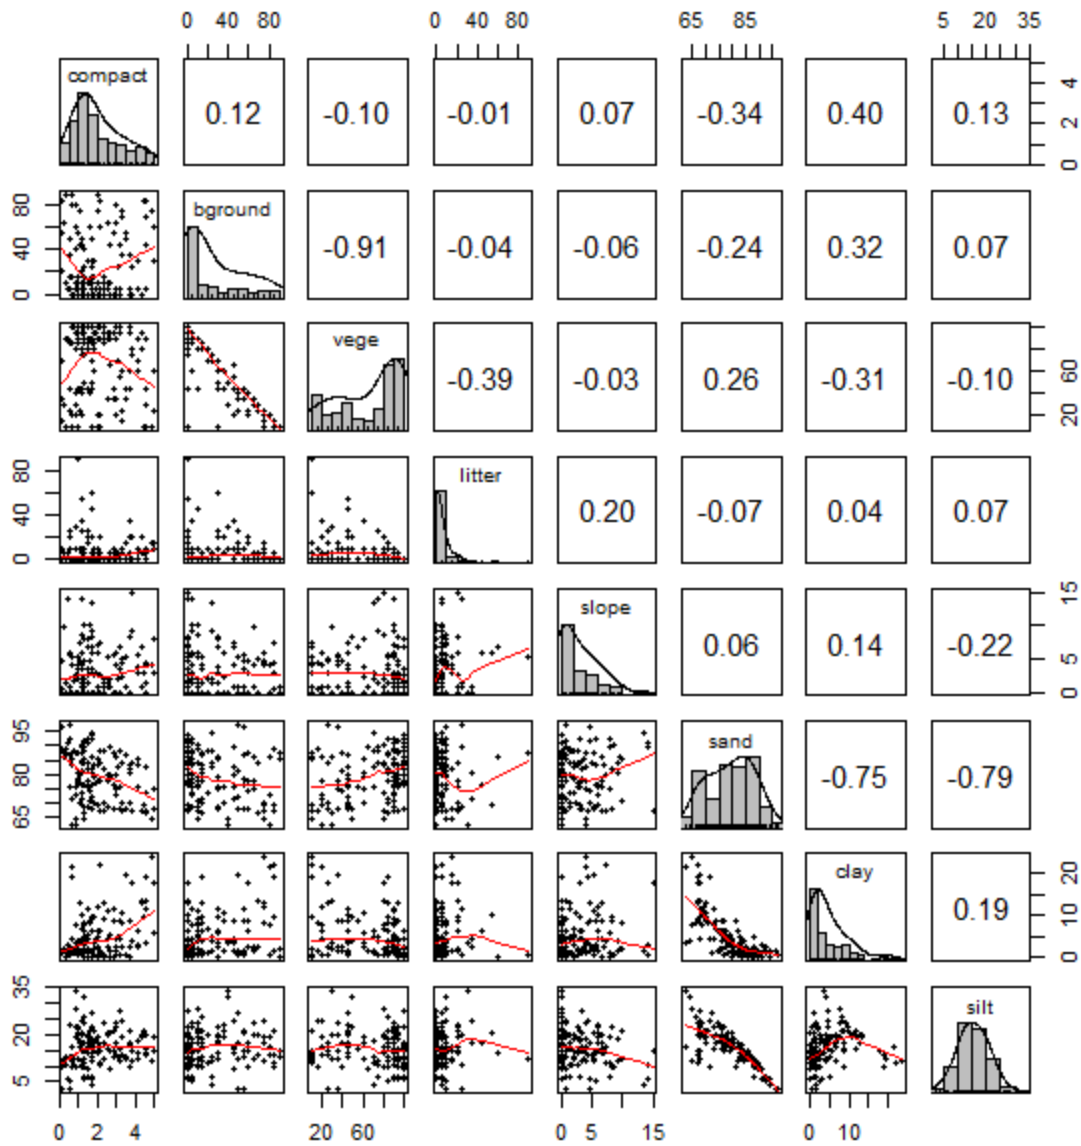 0 40 80 0 40 80 65 85 5 20 35
compact 0.12 -0.10 -0.01 0.07 -0.34 0.40 0.13 0 2 4
0 40 80 bground -0.91 -0.04 -0.06 -0.24 0.32 0.07
vege -0.39 -0.03 0.26 -0.31 -0.10 20 60
0 40 80 litter 0.20 -0.07 0.04 0.07
slope 0.06 0.14 -0.22 0 5 15
65 80 95 sand -0.75 -0.79
clay 0.19 0 10 20
5 20 35 silt
0 2 4 20 60 0 5 15 0 10